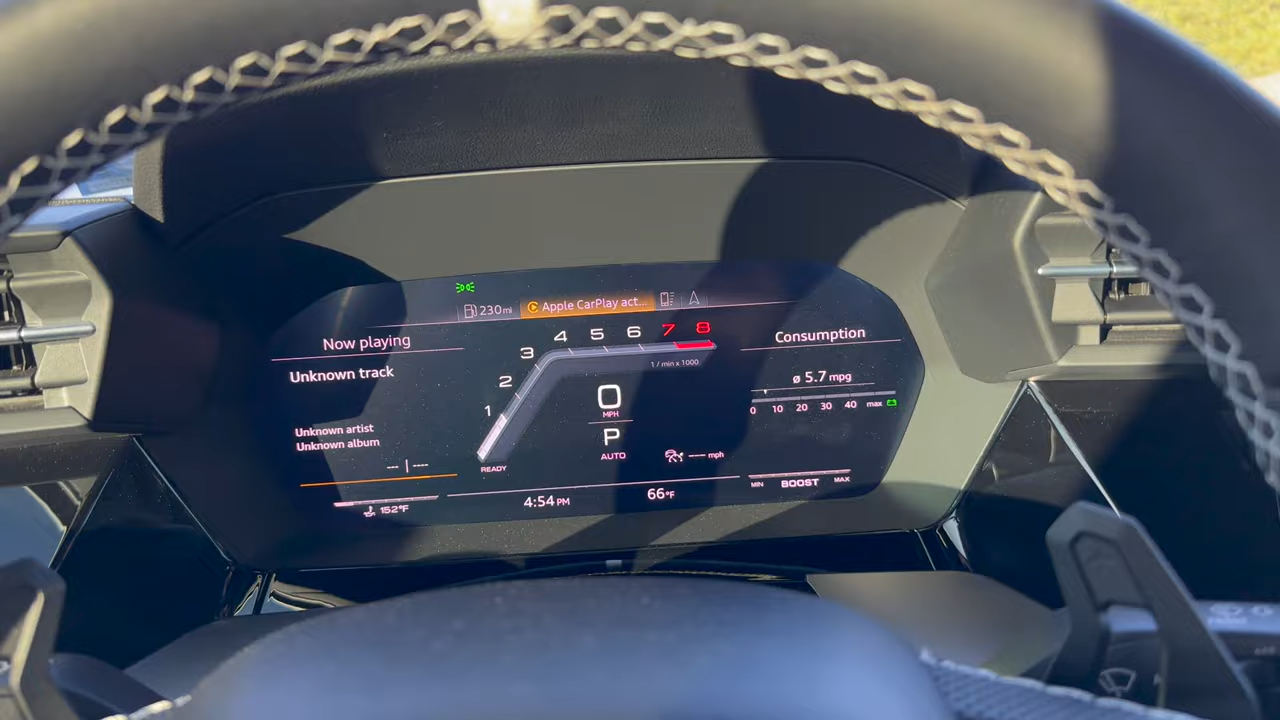 230 mi
Apple CarPlay act...
Now playing
Unknown track
Unknown artist
Unknown album
-- | ----
152°F
1
2
3
4
5
6
7
8
1 / min x 1000
READY
0
MPH
P
AUTO
--- mph
4:54 PM
66°F
Consumption
ø 5.7 mpg
0 10 20 30 40 max
MIN BOOST MAX